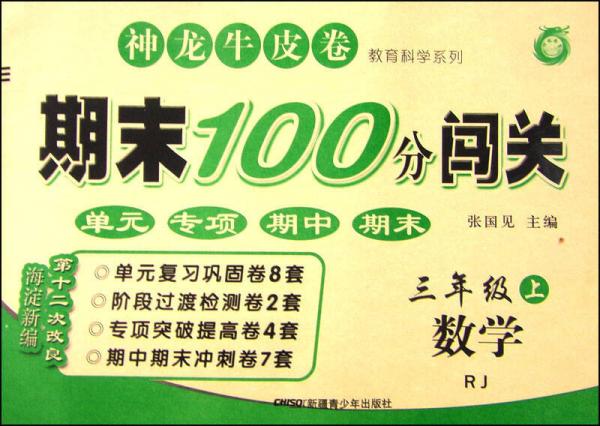 神龙牛皮卷 教育科学系列
期末100分闯关
单元 专项 期中 期末
张国见 主编
第十二次改良
海淀新编
◎单元复习巩固卷8套
◎阶段过渡检测卷2套
◎专项突破提高卷4套
◎期中期末冲刺卷7套
三年级 上
数学
RJ
CHISO 新疆青少年出版社